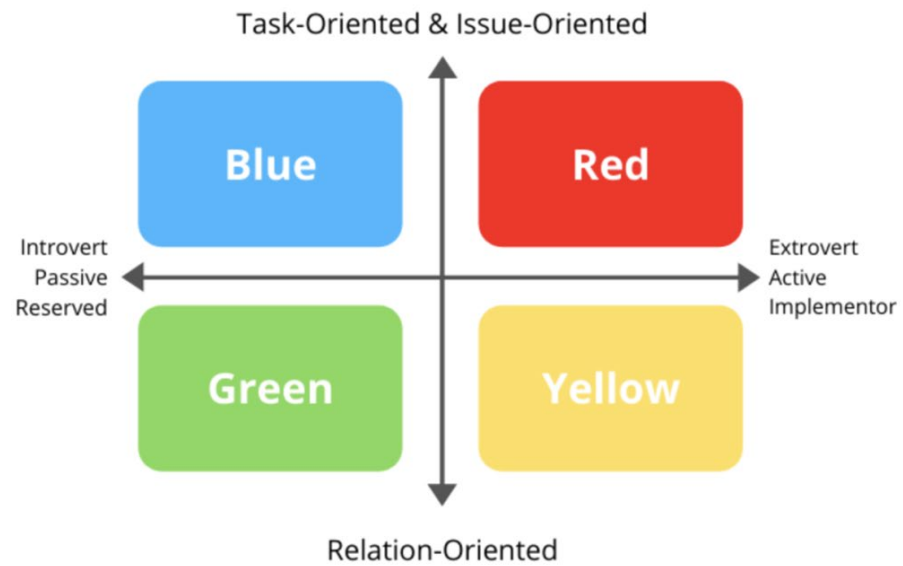 Task-Oriented & Issue-Oriented
Blue
Red
Introvert
Passive
Reserved
Extrovert
Active
Implementor
Green
Yellow
Relation-Oriented